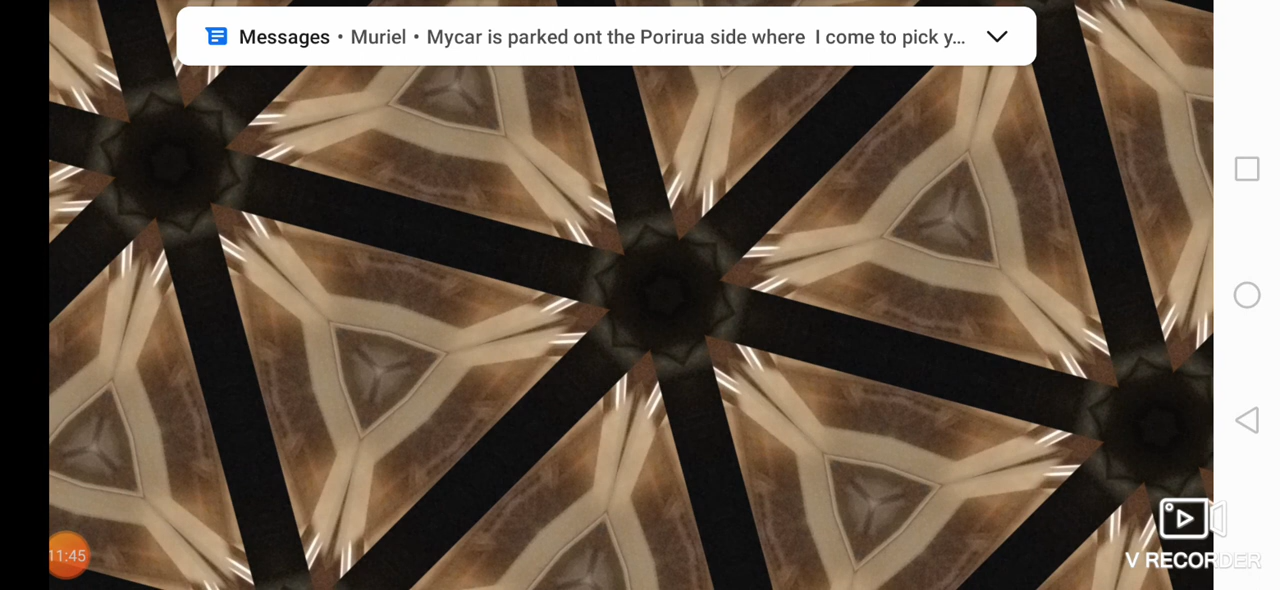 Messages • Muriel • Mycar is parked ont the Porirua side where I come to pick y...
11:45
V RECORDER